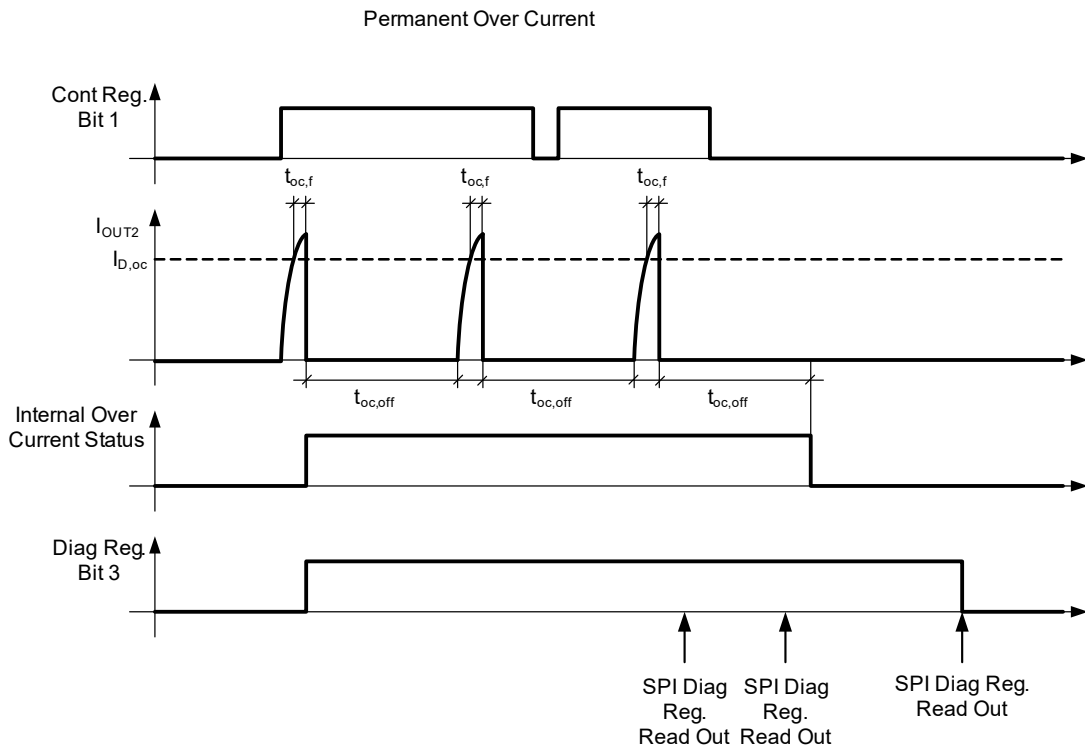 Permanent Over Current
Cont Reg.
Bit 1
t_oc,f t_oc,f t_oc,f
I_OUT2
I_D,oc
t_oc,off t_oc,off t_oc,off
Internal Over
Current Status
Diag Reg.
Bit 3
SPI Diag
Reg.
Read Out
SPI Diag
Reg.
Read Out
SPI Diag Reg.
Read Out